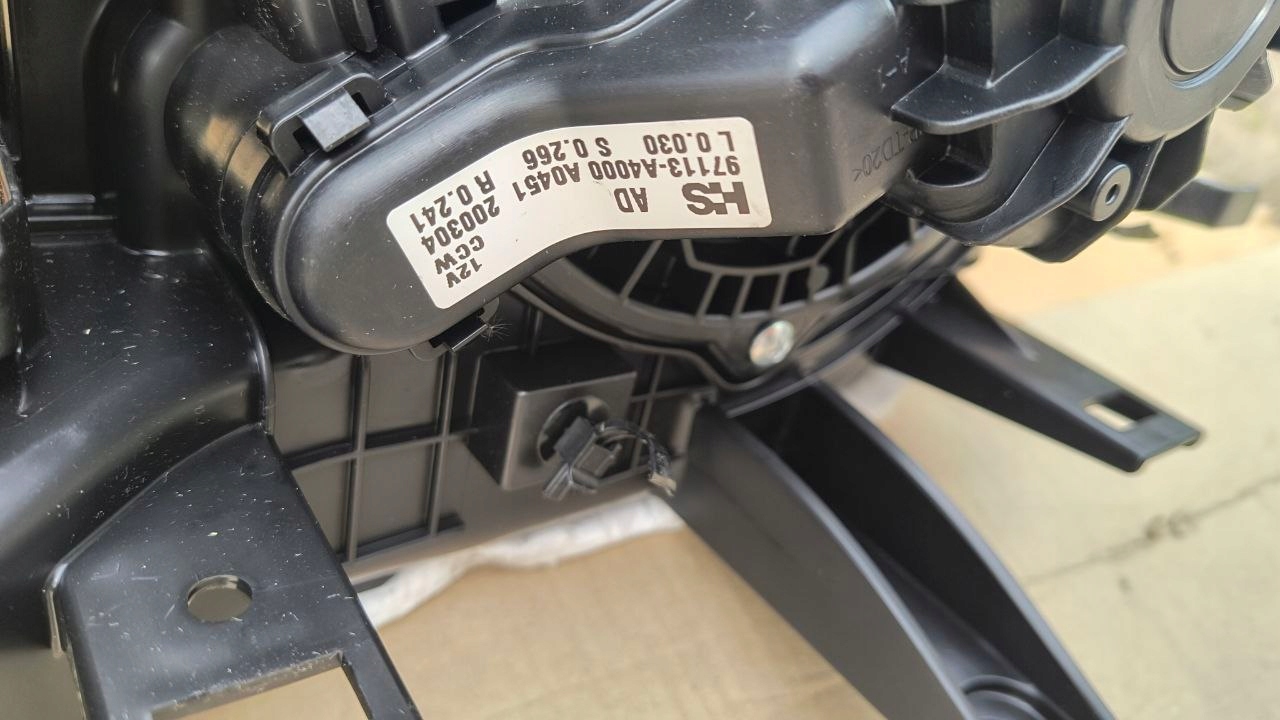 HS AD
97113-A4000 A0451 200304 CCW 12V
L 0.030 S 0.266 R 0.241